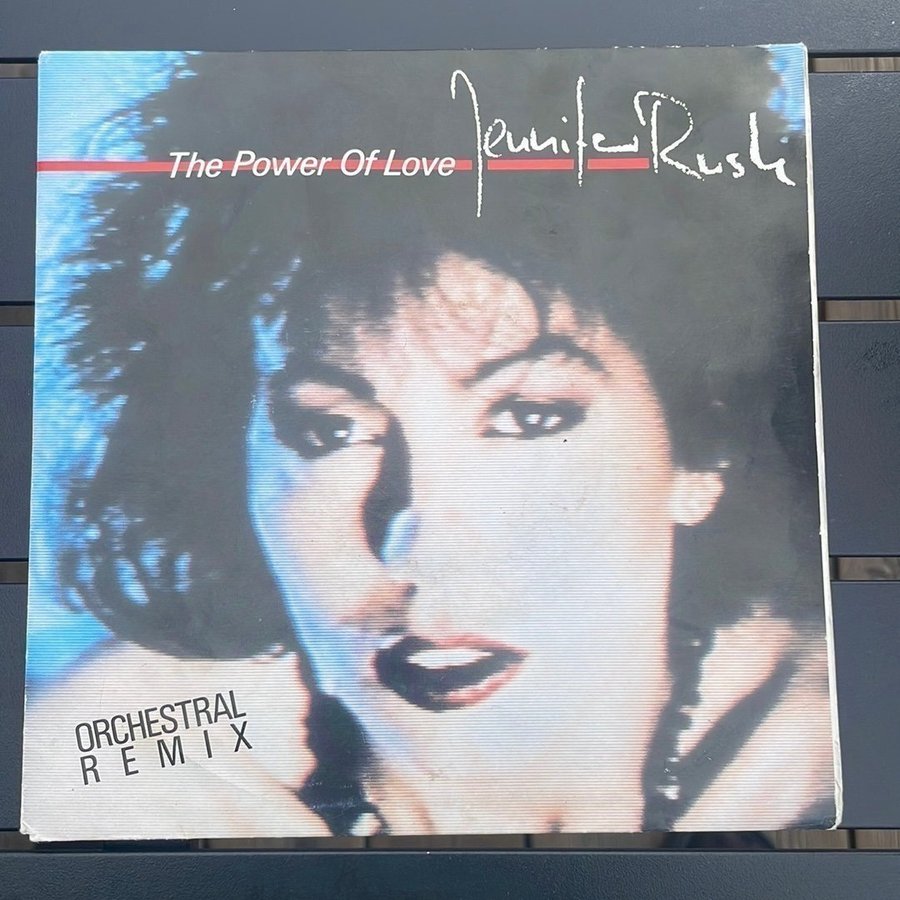 The Power Of Love Jennifer Rush
ORCHESTRAL
REMIX